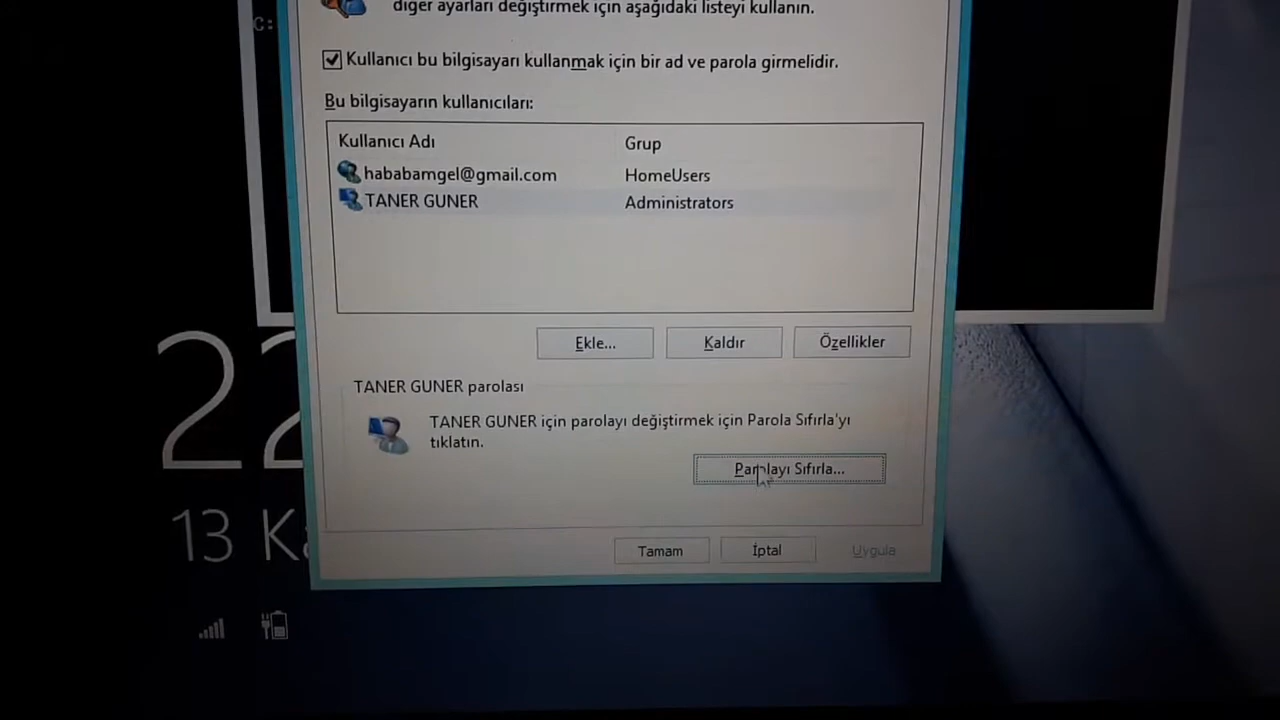 C:
diğer ayarları değiştirmek için aşağıdaki listeyi kullanın.
Kullanıcı bu bilgisayarı kullanmak için bir ad ve parola girmelidir.
Bu bilgisayarın kullanıcıları:
Kullanıcı Adı Grup
hababamgel@gmail.com HomeUsers
TANER GUNER Administrators
Ekle... Kaldır Özellikler
TANER GUNER parolası
TANER GUNER için parolayı değiştirmek için Parola Sıfırla'yı
tıklatın.
Parolayı Sıfırla...
Tamam İptal Uygula
22
13 Ka